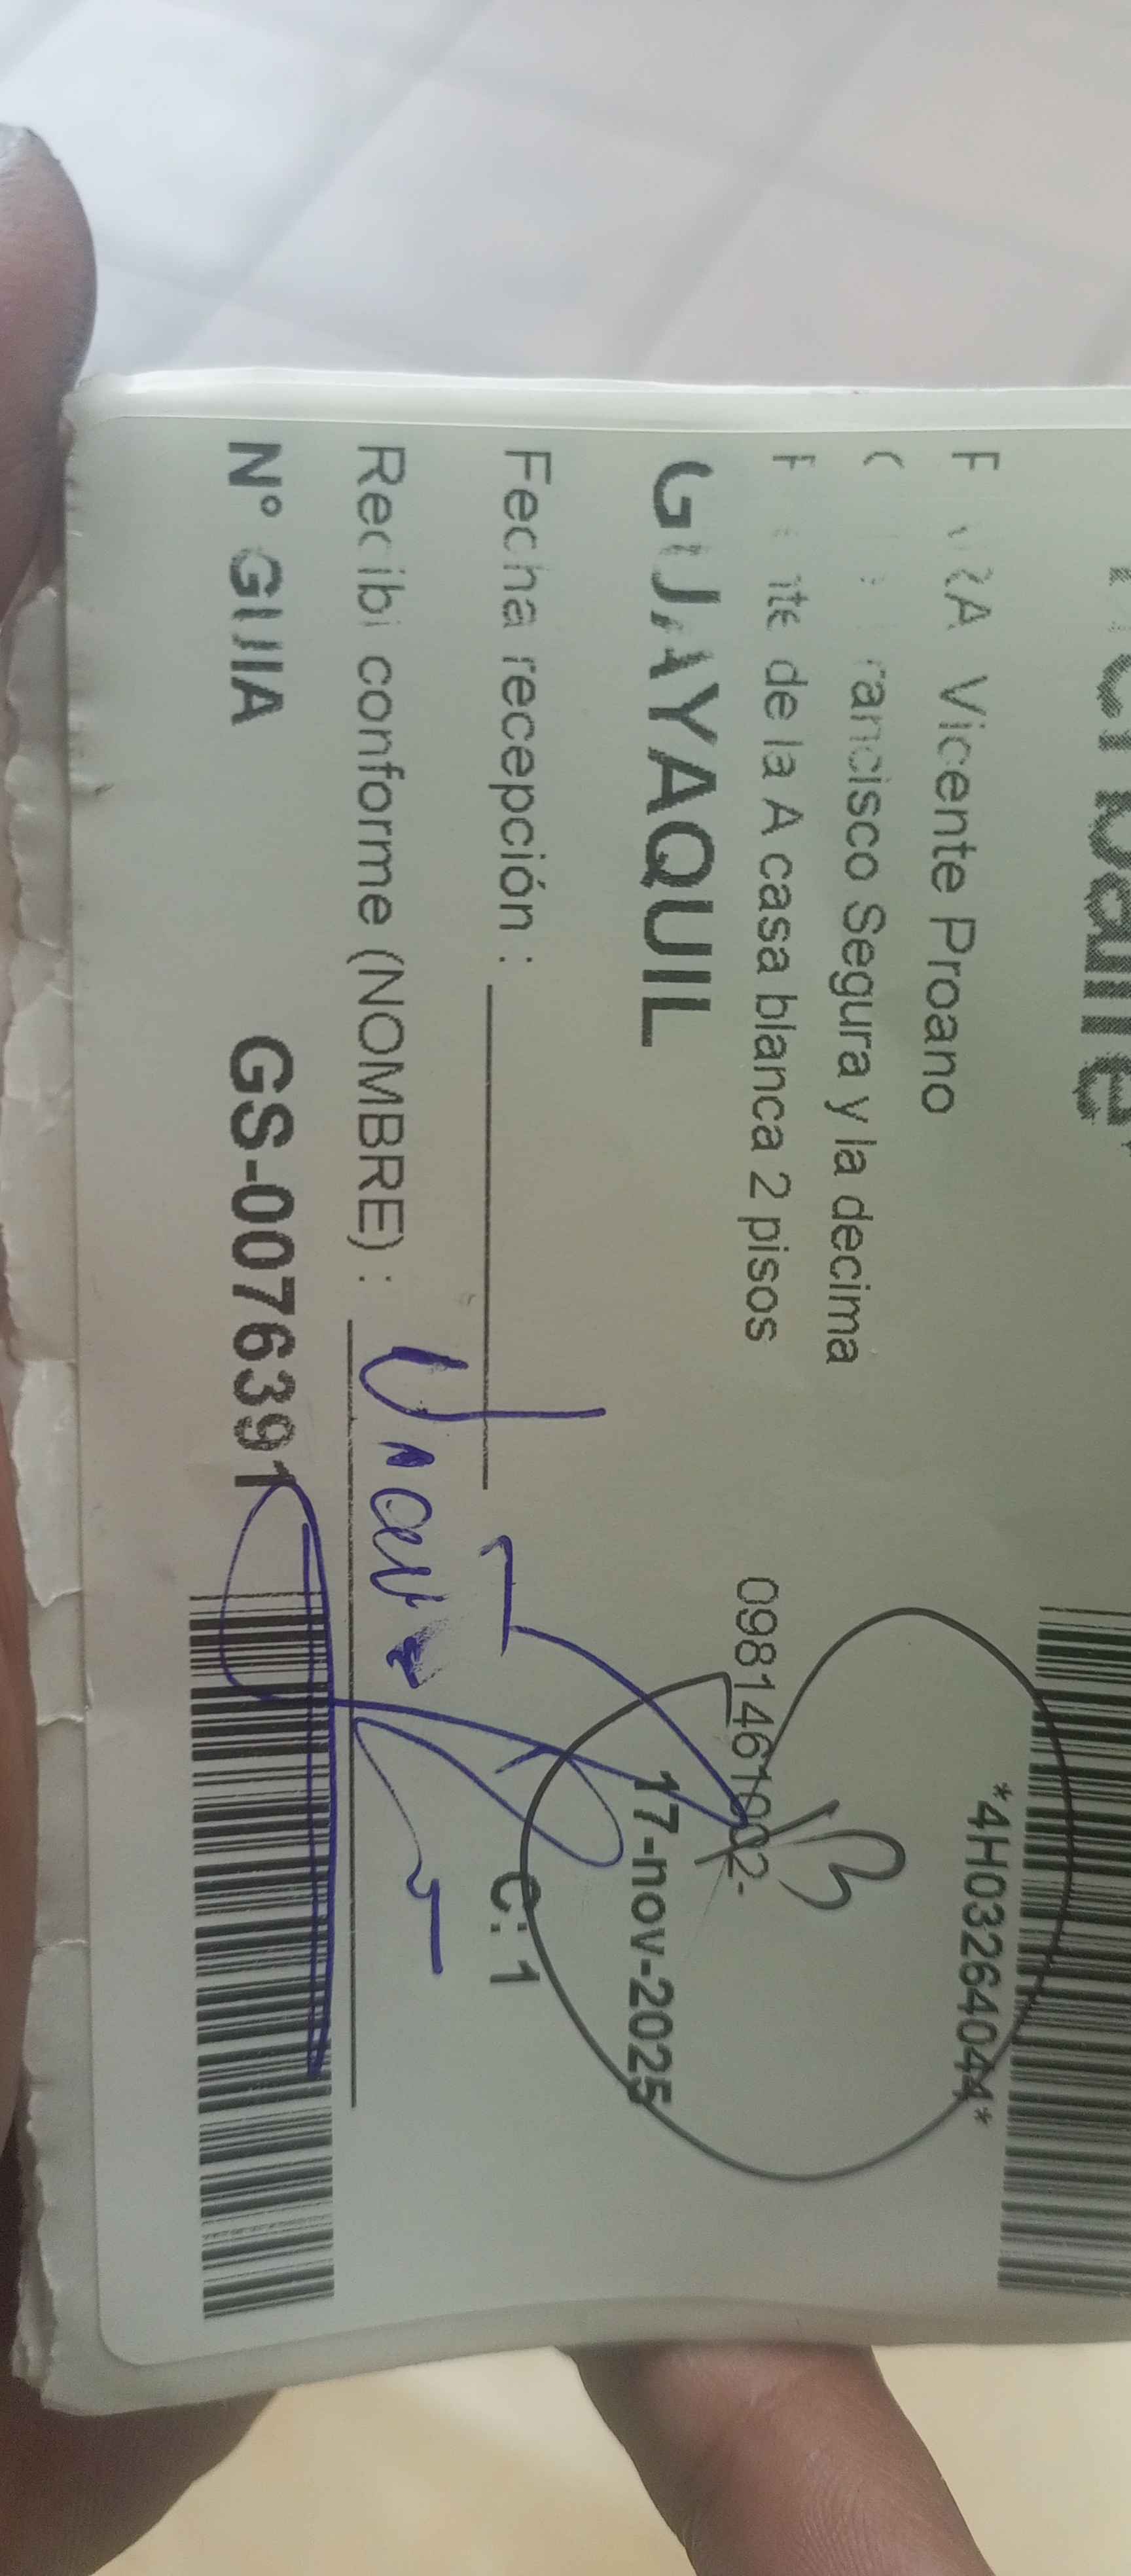 *4H03264044*
Vicente Proano
Segura y la decima
de la A casa blanca 2 pisos 0981461002-
GUAYAQUIL 17-nov-2025
Fecha recepción : C: 1
Recibi conforme (NOMBRE) :
N° GUIA GS-0076391